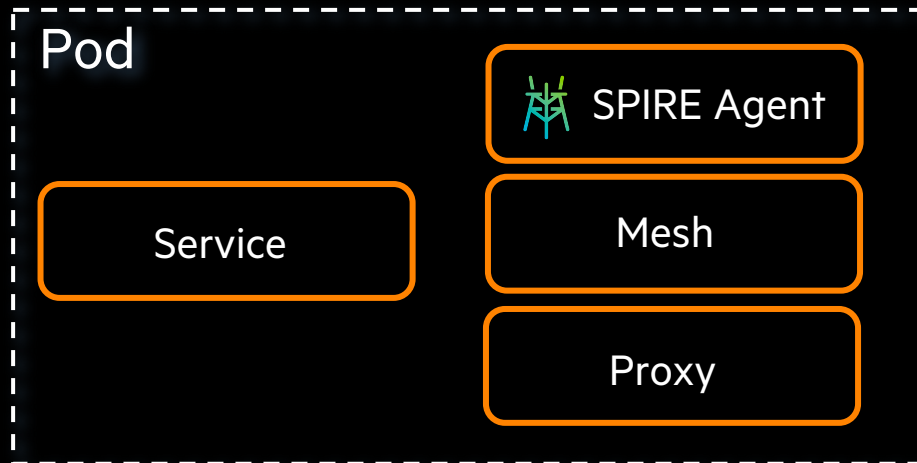 Pod
SPIRE Agent
Service
Mesh
Proxy